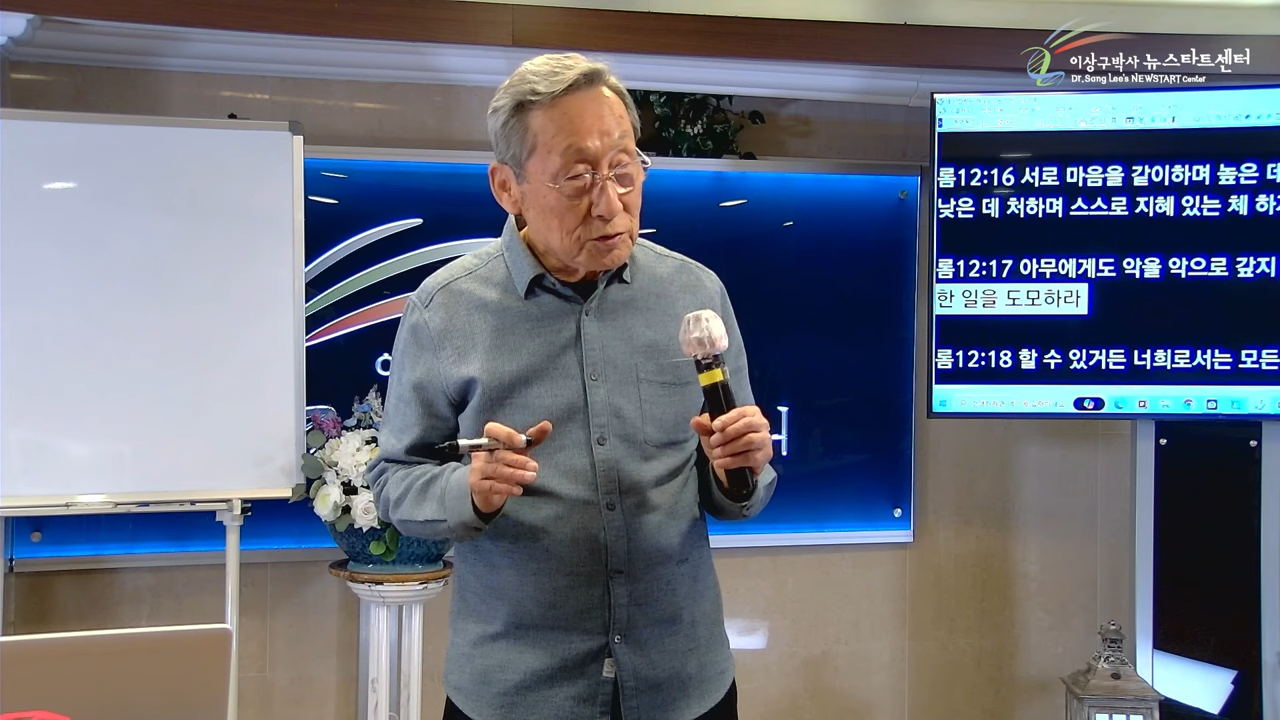 이상구박사 뉴스타트센터
Dr. Sang Lee's NEWSTART Center
롬12:16 서로 마음을 같이하며 높은 데
낮은 데 처하며 스스로 지혜 있는 체 하
롬12:17 아무에게도 악을 악으로 갚지
한 일을 도모하라
롬12:18 할 수 있거든 너희로서는 모든